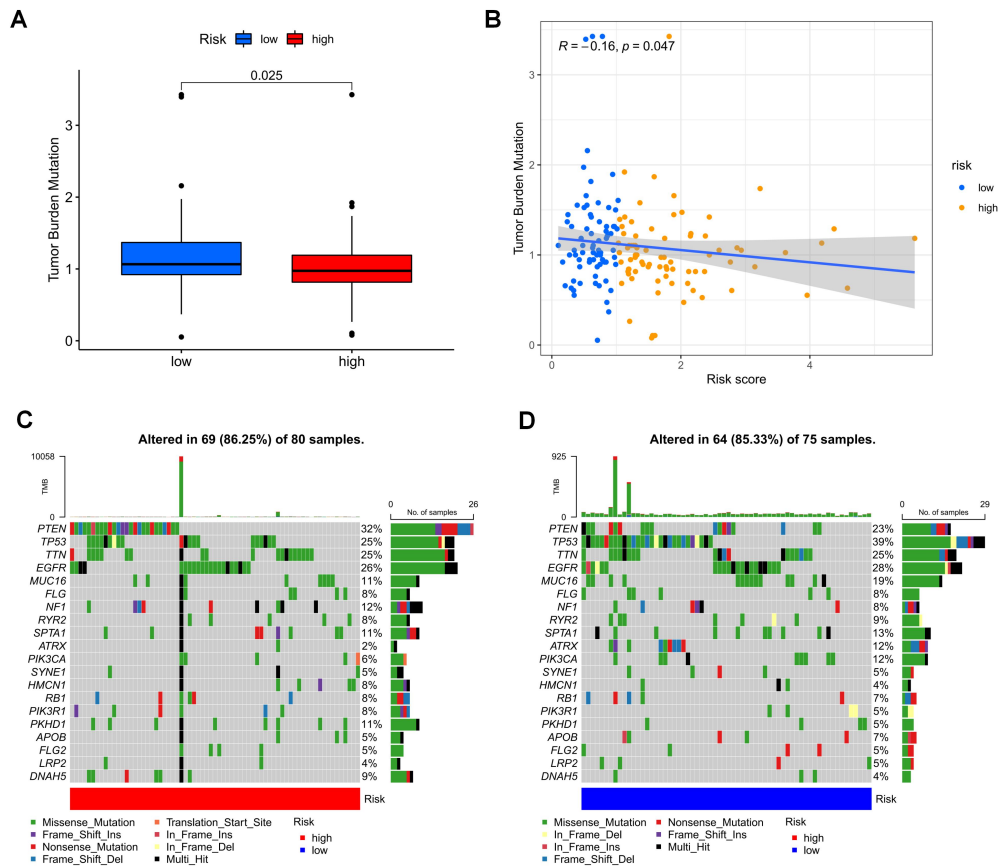 A
Risk low high
0.025
Tumor Burden Mutation
3
2
1
0
low high
B
R = −0.16, p = 0.047
Tumor Burden Mutation
3
2
1
0
0 2 4
Risk score
risk
low
high
C
Altered in 69 (86.25%) of 80 samples.
10058
TMB
0
0 26
No. of samples
PTEN 32%
TP53 25%
TTN 25%
EGFR 26%
MUC16 11%
FLG 8%
NF1 12%
RYR2 8%
SPTA1 11%
ATRX 2%
PIK3CA 6%
SYNE1 5%
HMCN1 8%
RB1 8%
PIK3R1 8%
PKHD1 11%
APOB 5%
FLG2 5%
LRP2 4%
DNAH5 9%
Risk
Missense_Mutation Translation_Start_Site Risk
Frame_Shift_Ins In_Frame_Ins high
Nonsense_Mutation In_Frame_Del low
Frame_Shift_Del Multi_Hit
D
Altered in 64 (85.33%) of 75 samples.
925
TMB
0
0 29
No. of samples
PTEN 23%
TP53 39%
TTN 25%
EGFR 28%
MUC16 19%
FLG 8%
NF1 8%
RYR2 9%
SPTA1 13%
ATRX 12%
PIK3CA 12%
SYNE1 5%
HMCN1 4%
RB1 7%
PIK3R1 5%
PKHD1 5%
APOB 7%
FLG2 5%
LRP2 5%
DNAH5 4%
Risk
Missense_Mutation Nonsense_Mutation Risk
In_Frame_Del Frame_Shift_Ins high
In_Frame_Ins Multi_Hit low
Frame_Shift_Del